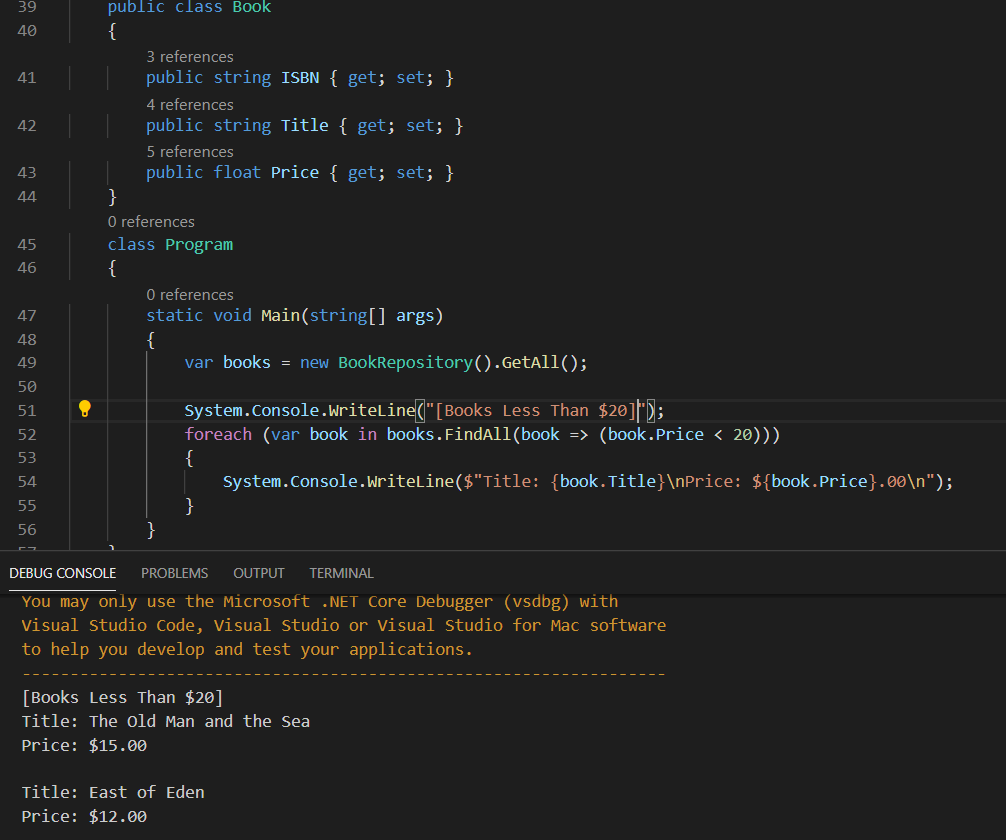 39 public class Book
40 {
3 references
41 public string ISBN { get; set; }
4 references
42 public string Title { get; set; }
5 references
43 public float Price { get; set; }
44 }
0 references
45 class Program
46 {
0 references
47 static void Main(string[] args)
48 {
49 var books = new BookRepository().GetAll();
50
51 System.Console.WriteLine("[Books Less Than $20]");
52 foreach (var book in books.FindAll(book => (book.Price < 20)))
53 {
54 System.Console.WriteLine($"Title: {book.Title}\nPrice: ${book.Price}.00\n");
55 }
56 }
57 }
DEBUG CONSOLE PROBLEMS OUTPUT TERMINAL
You may only use the Microsoft .NET Core Debugger (vsdbg) with
Visual Studio Code, Visual Studio or Visual Studio for Mac software
to help you develop and test your applications.
-------------------------------------------------------------------
[Books Less Than $20]
Title: The Old Man and the Sea
Price: $15.00
Title: East of Eden
Price: $12.00